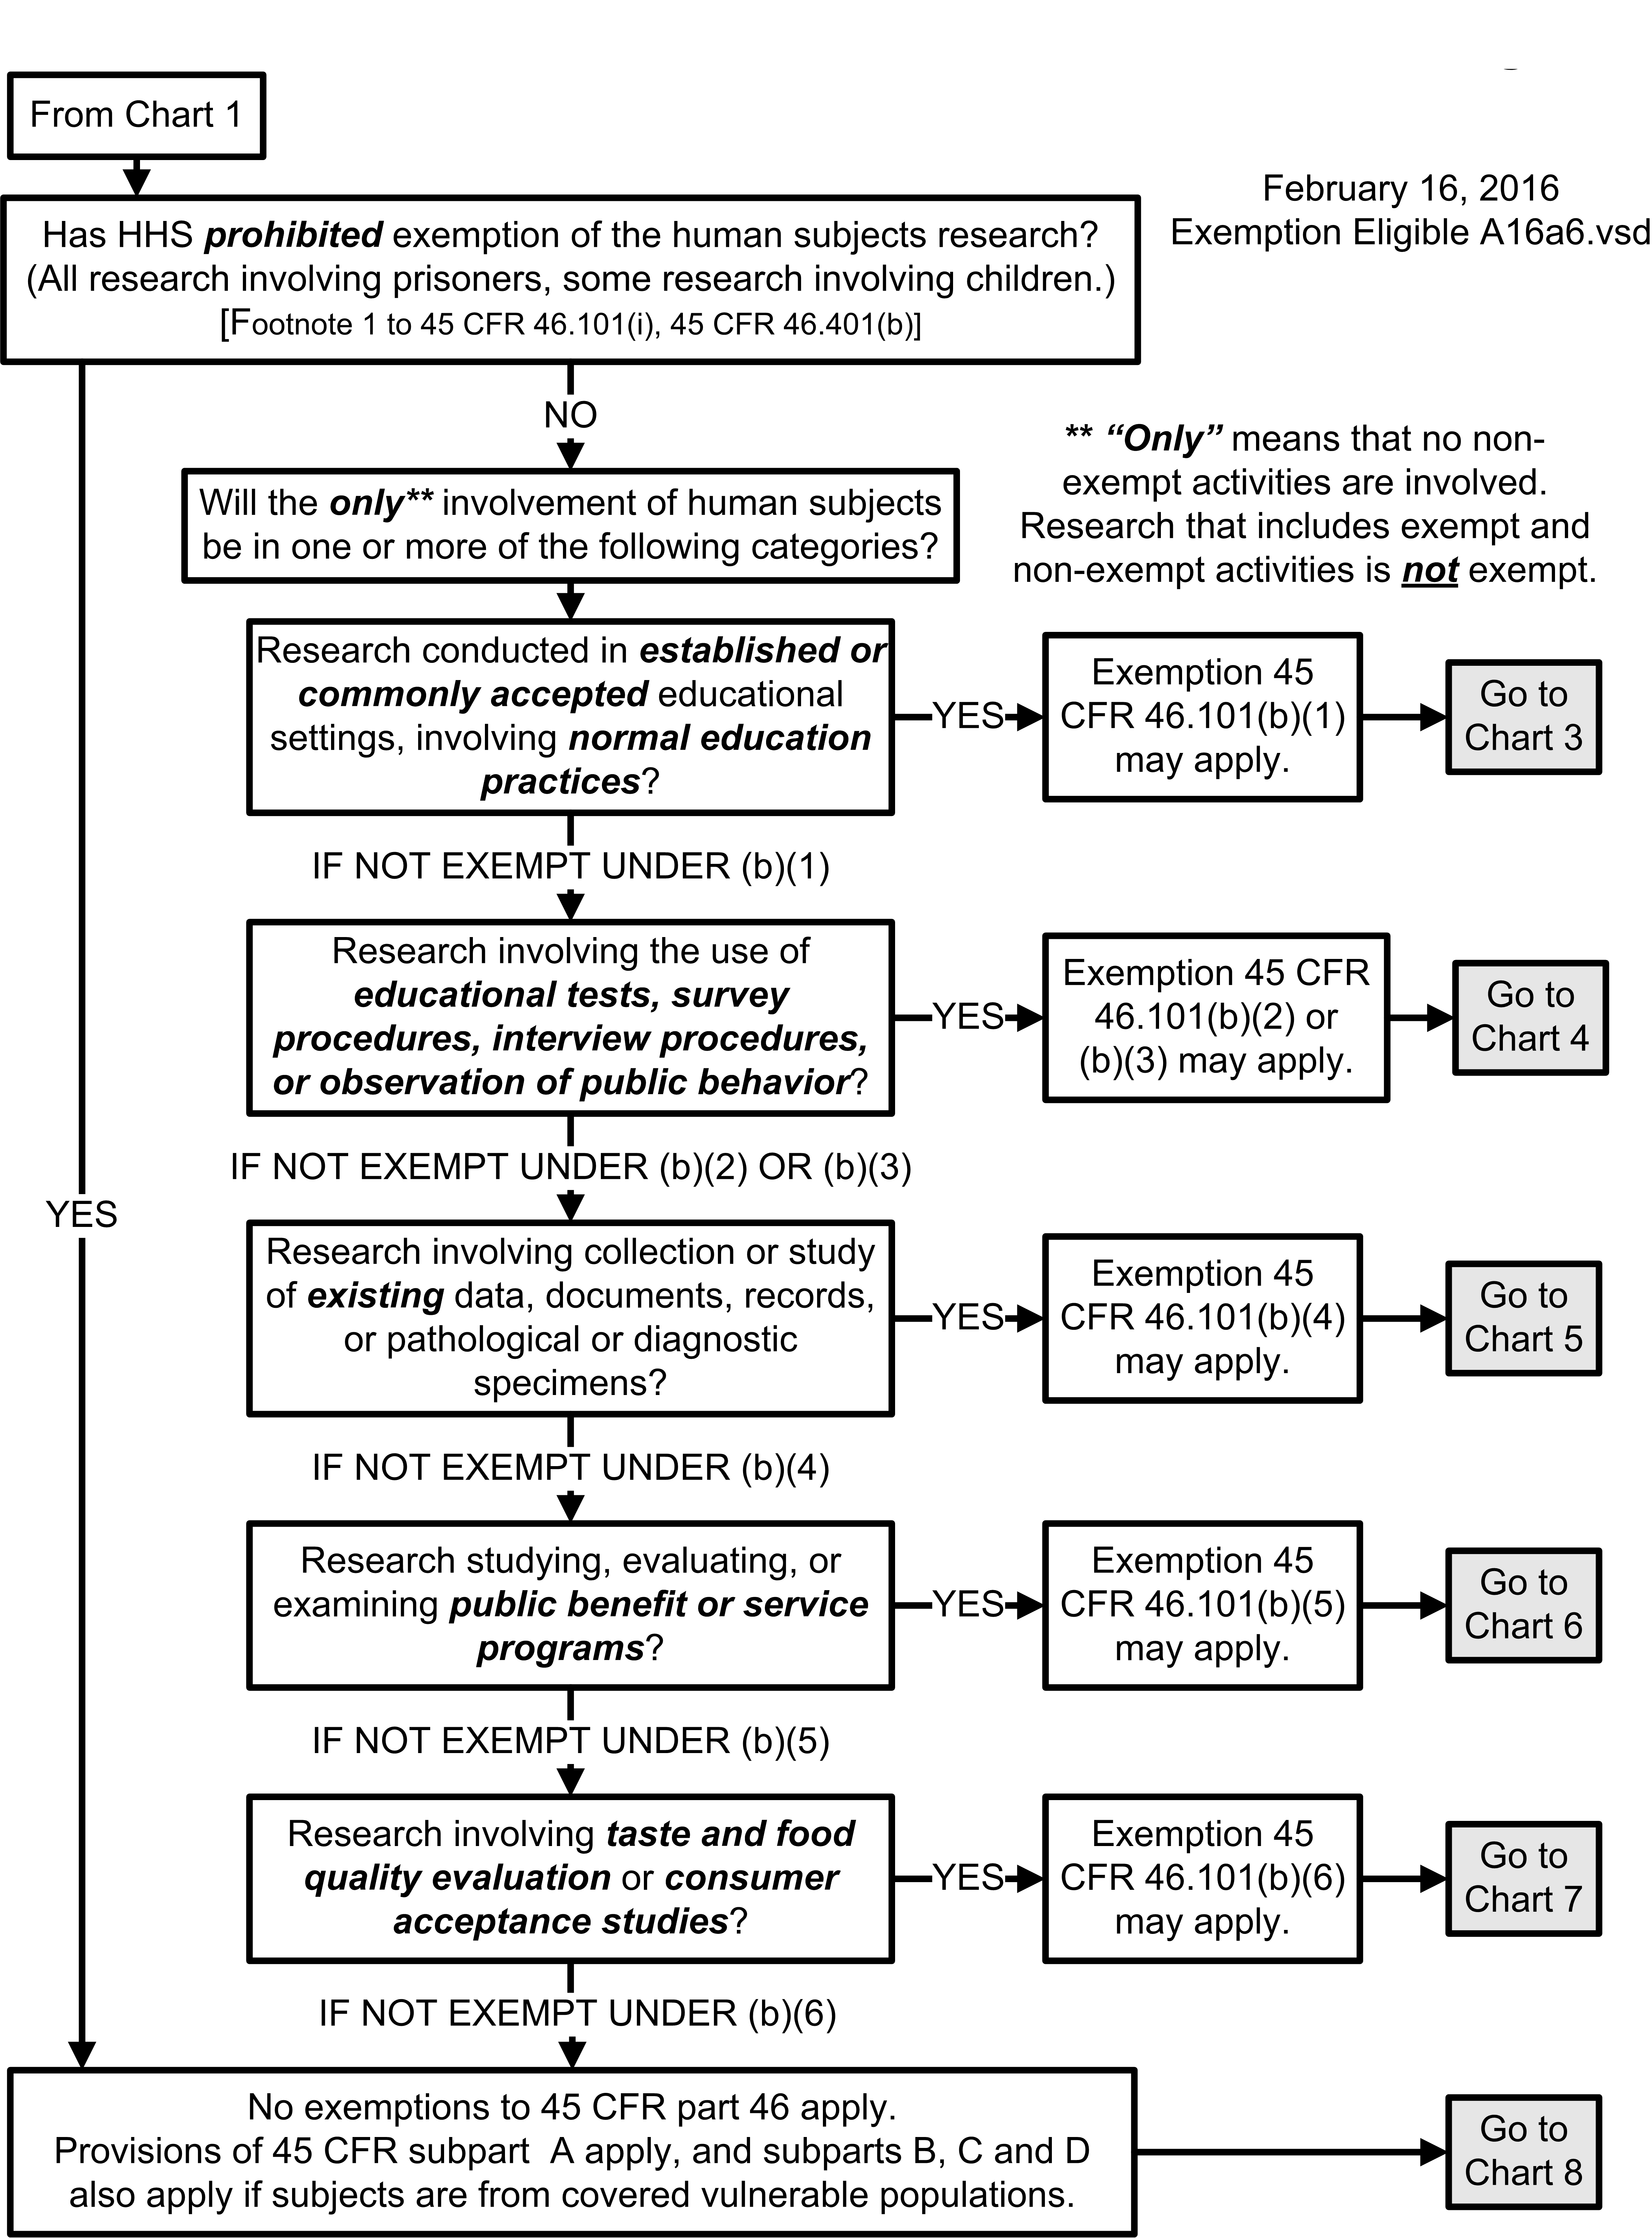 From Chart 1
February 16, 2016
Exemption Eligible A16a6.vsd
Has HHS prohibited exemption of the human subjects research?
(All research involving prisoners, some research involving children.)
[Footnote 1 to 45 CFR 46.101(i), 45 CFR 46.401(b)]
NO
** “Only” means that no non-
exempt activities are involved.
Research that includes exempt and
non-exempt activities is not exempt.
Will the only** involvement of human subjects
be in one or more of the following categories?
Research conducted in established or
commonly accepted educational
settings, involving normal education
practices?
YES
Exemption 45
CFR 46.101(b)(1)
may apply.
Go to
Chart 3
IF NOT EXEMPT UNDER (b)(1)
Research involving the use of
educational tests, survey
procedures, interview procedures,
or observation of public behavior?
YES
Exemption 45 CFR
46.101(b)(2) or
(b)(3) may apply.
Go to
Chart 4
IF NOT EXEMPT UNDER (b)(2) OR (b)(3)
YES
Research involving collection or study
of existing data, documents, records,
or pathological or diagnostic
specimens?
YES
Exemption 45
CFR 46.101(b)(4)
may apply.
Go to
Chart 5
IF NOT EXEMPT UNDER (b)(4)
Research studying, evaluating, or
examining public benefit or service
programs?
YES
Exemption 45
CFR 46.101(b)(5)
may apply.
Go to
Chart 6
IF NOT EXEMPT UNDER (b)(5)
Research involving taste and food
quality evaluation or consumer
acceptance studies?
YES
Exemption 45
CFR 46.101(b)(6)
may apply.
Go to
Chart 7
IF NOT EXEMPT UNDER (b)(6)
No exemptions to 45 CFR part 46 apply.
Provisions of 45 CFR subpart A apply, and subparts B, C and D
also apply if subjects are from covered vulnerable populations.
Go to
Chart 8